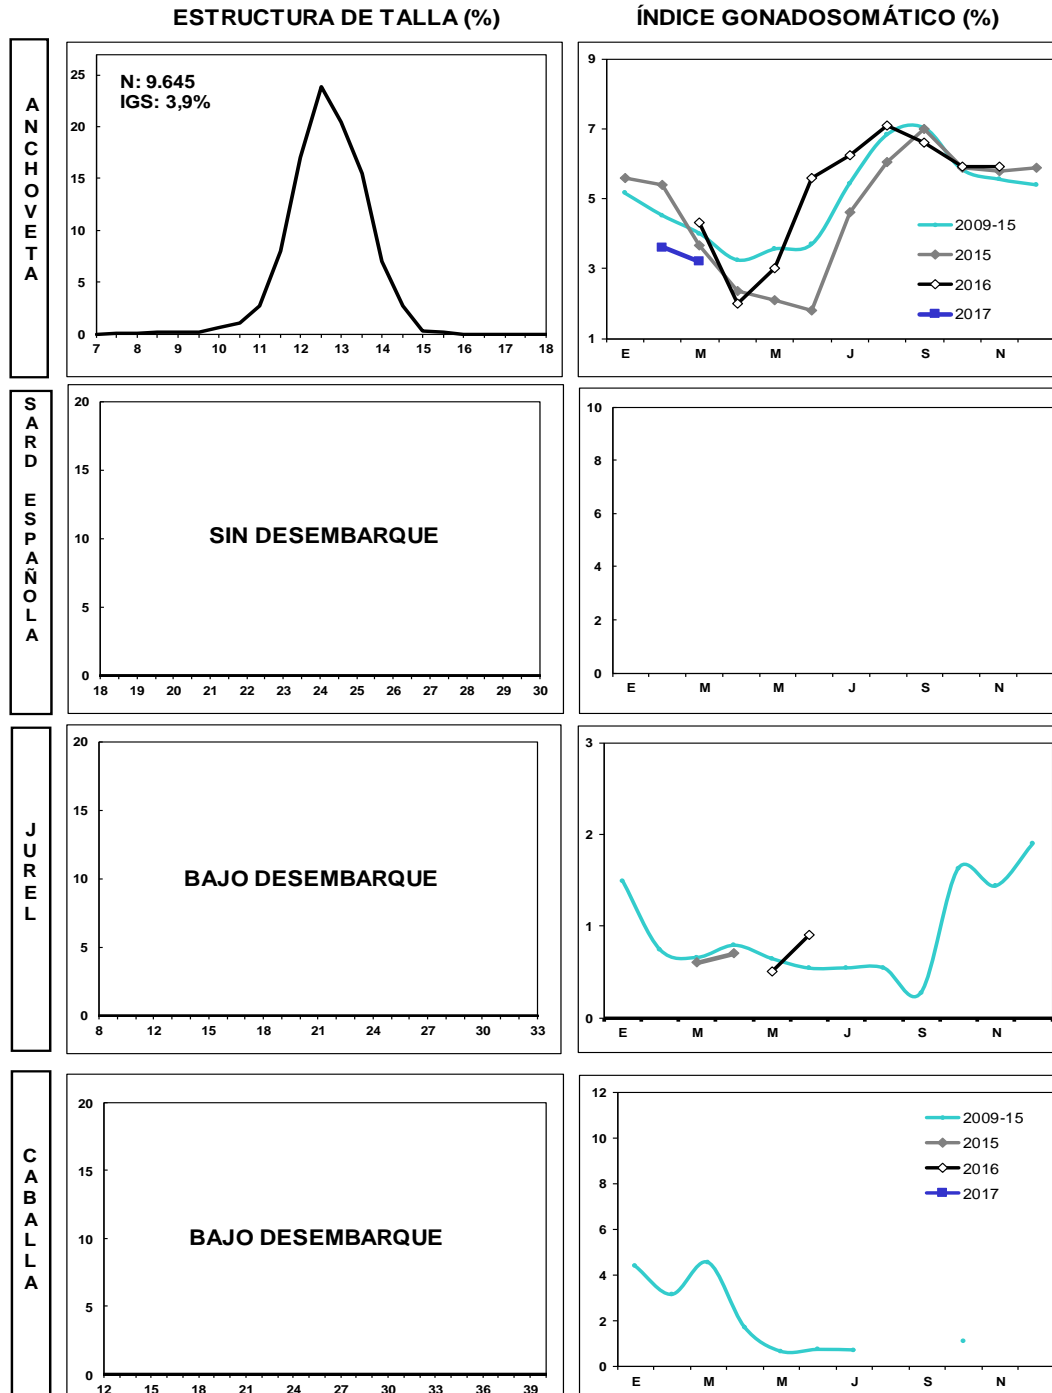 ESTRUCTURA DE TALLA (%)
ÍNDICE GONADOSOMÁTICO (%)
ANCHOVETA
N: 9.645
IGS: 3,9%
25
20
15
10
5
0
7 8 9 10 11 12 13 14 15 16 17 18
9
7
5
3
1
E M M J S N
2009-15
2015
2016
2017
SARD ESPAÑOLA
20
15
10
5
0
SIN DESEMBARQUE
18 19 20 21 22 23 24 25 26 27 28 29 30
10
8
6
4
2
0
E M M J S N
JUREL
20
15
10
5
0
BAJO DESEMBARQUE
8 12 15 18 21 24 27 30 33
3
2
1
0
E M M J S N
CABALLA
20
15
10
5
0
BAJO DESEMBARQUE
12 15 18 21 24 27 30 33 36 39
12
10
8
6
4
2
0
2009-15
2015
2016
2017
E M M J S N